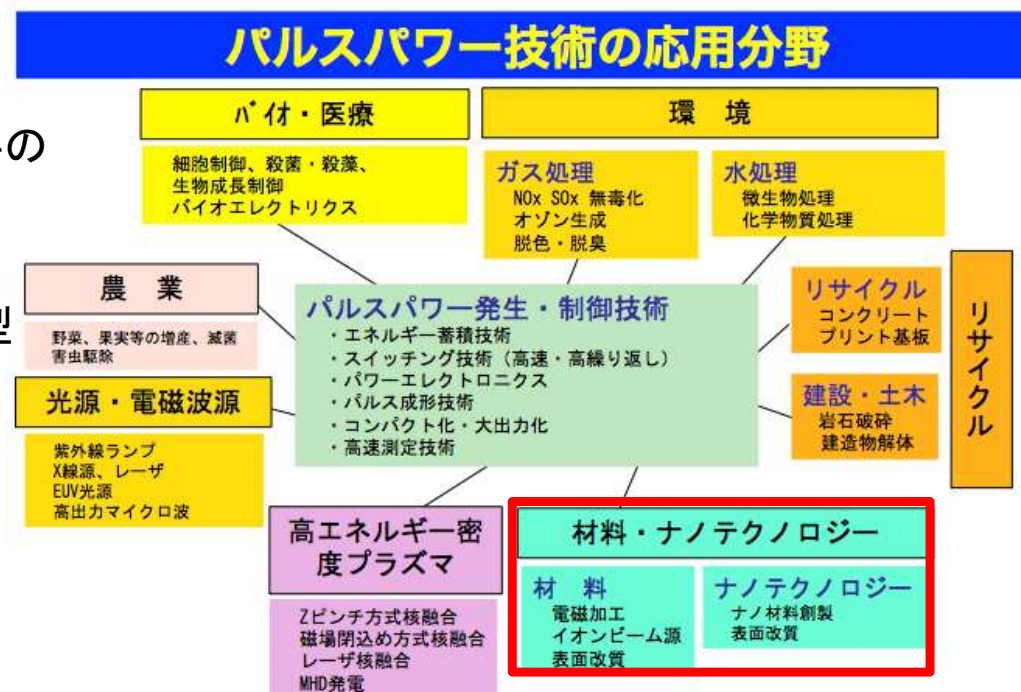 パルスパワー技術の応用分野
の
型
バイオ・医療
細胞制御、殺菌・殺藻、
生物成長制御
バイオエレクトリクス
環 境
ガス処理
NOx SOx 無毒化
オゾン生成
脱色・脱臭
水処理
微生物処理
化学物質処理
農 業
野菜、果実等の増産、滅菌
害虫駆除
パルスパワー発生・制御技術
・エネルギー蓄積技術
・スイッチング技術（高速・高繰り返し）
・パワーエレクトロニクス
・パルス成形技術
・コンパクト化・大出力化
・高速測定技術
リサイクル
コンクリート
プリント基板
建設・土木
岩石破砕
建造物解体
リサイクル
光源・電磁波源
紫外線ランプ
X線源、レーザ
EUV光源
高出力マイクロ波
高エネルギー密
度プラズマ
Zピンチ方式核融合
磁場閉込め方式核融合
レーザ核融合
MHD発電
材料・ナノテクノロジー
材 料
電磁加工
イオンビーム源
表面改質
ナノテクノロジー
ナノ材料創製
表面改質